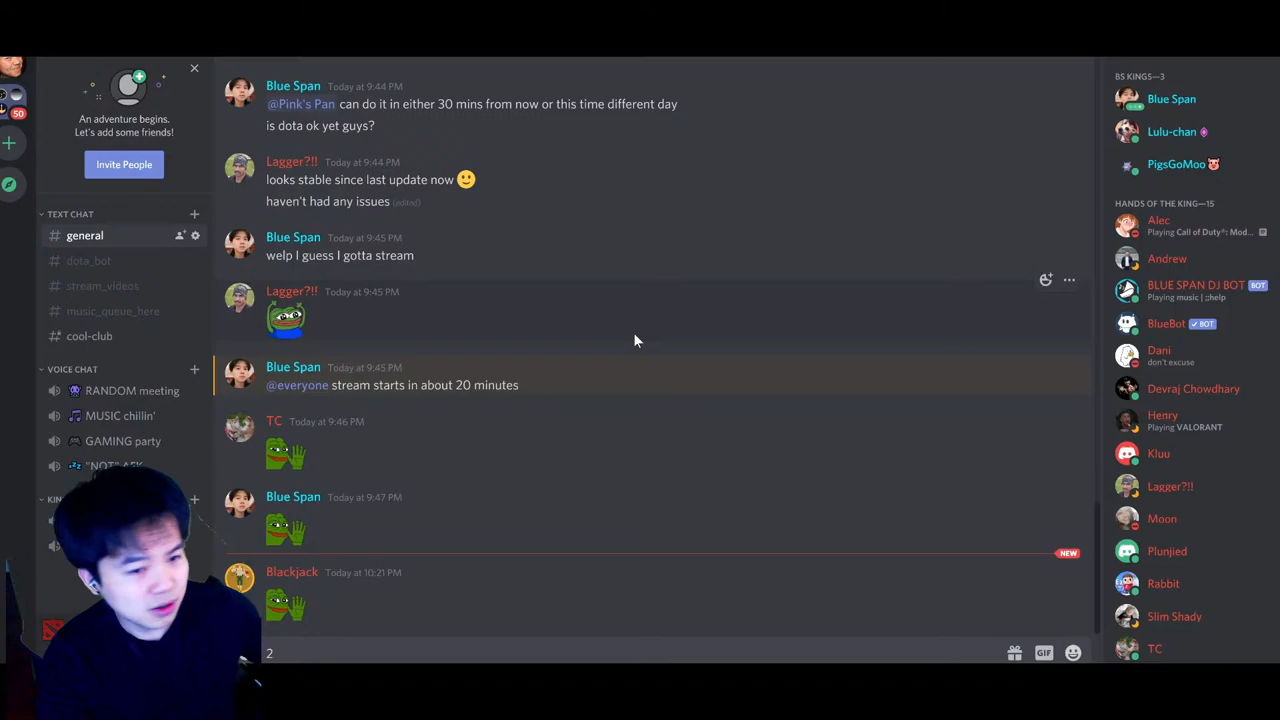 50
An adventure begins.
Let's add some friends!
Invite People
TEXT CHAT
# general
# dota_bot
# stream_videos
# music_queue_here
# cool-club
VOICE CHAT
RANDOM meeting
MUSIC chillin'
GAMING party
"NOT" AFK
KIN
Blue Span Today at 9:44 PM
@Pink's Pan can do it in either 30 mins from now or this time different day
is dota ok yet guys?
Lagger?!! Today at 9:44 PM
looks stable since last update now
haven't had any issues (edited)
Blue Span Today at 9:45 PM
welp I guess I gotta stream
Lagger?!! Today at 9:45 PM
Blue Span Today at 9:45 PM
@everyone stream starts in about 20 minutes
TC Today at 9:46 PM
Blue Span Today at 9:47 PM
NEW
Blackjack Today at 10:21 PM
2
GIF
BS KINGS—3
Blue Span
Lulu-chan
PigsGoMoo
HANDS OF THE KING—15
Alec
Playing Call of Duty®: Mod...
Andrew
BLUE SPAN DJ BOT BOT
Playing music | ;;help
BlueBot BOT
Dani
don't excuse
Devraj Chowdhary
Henry
Playing VALORANT
Kluu
Lagger?!!
Moon
Plunjied
Rabbit
Slim Shady
TC